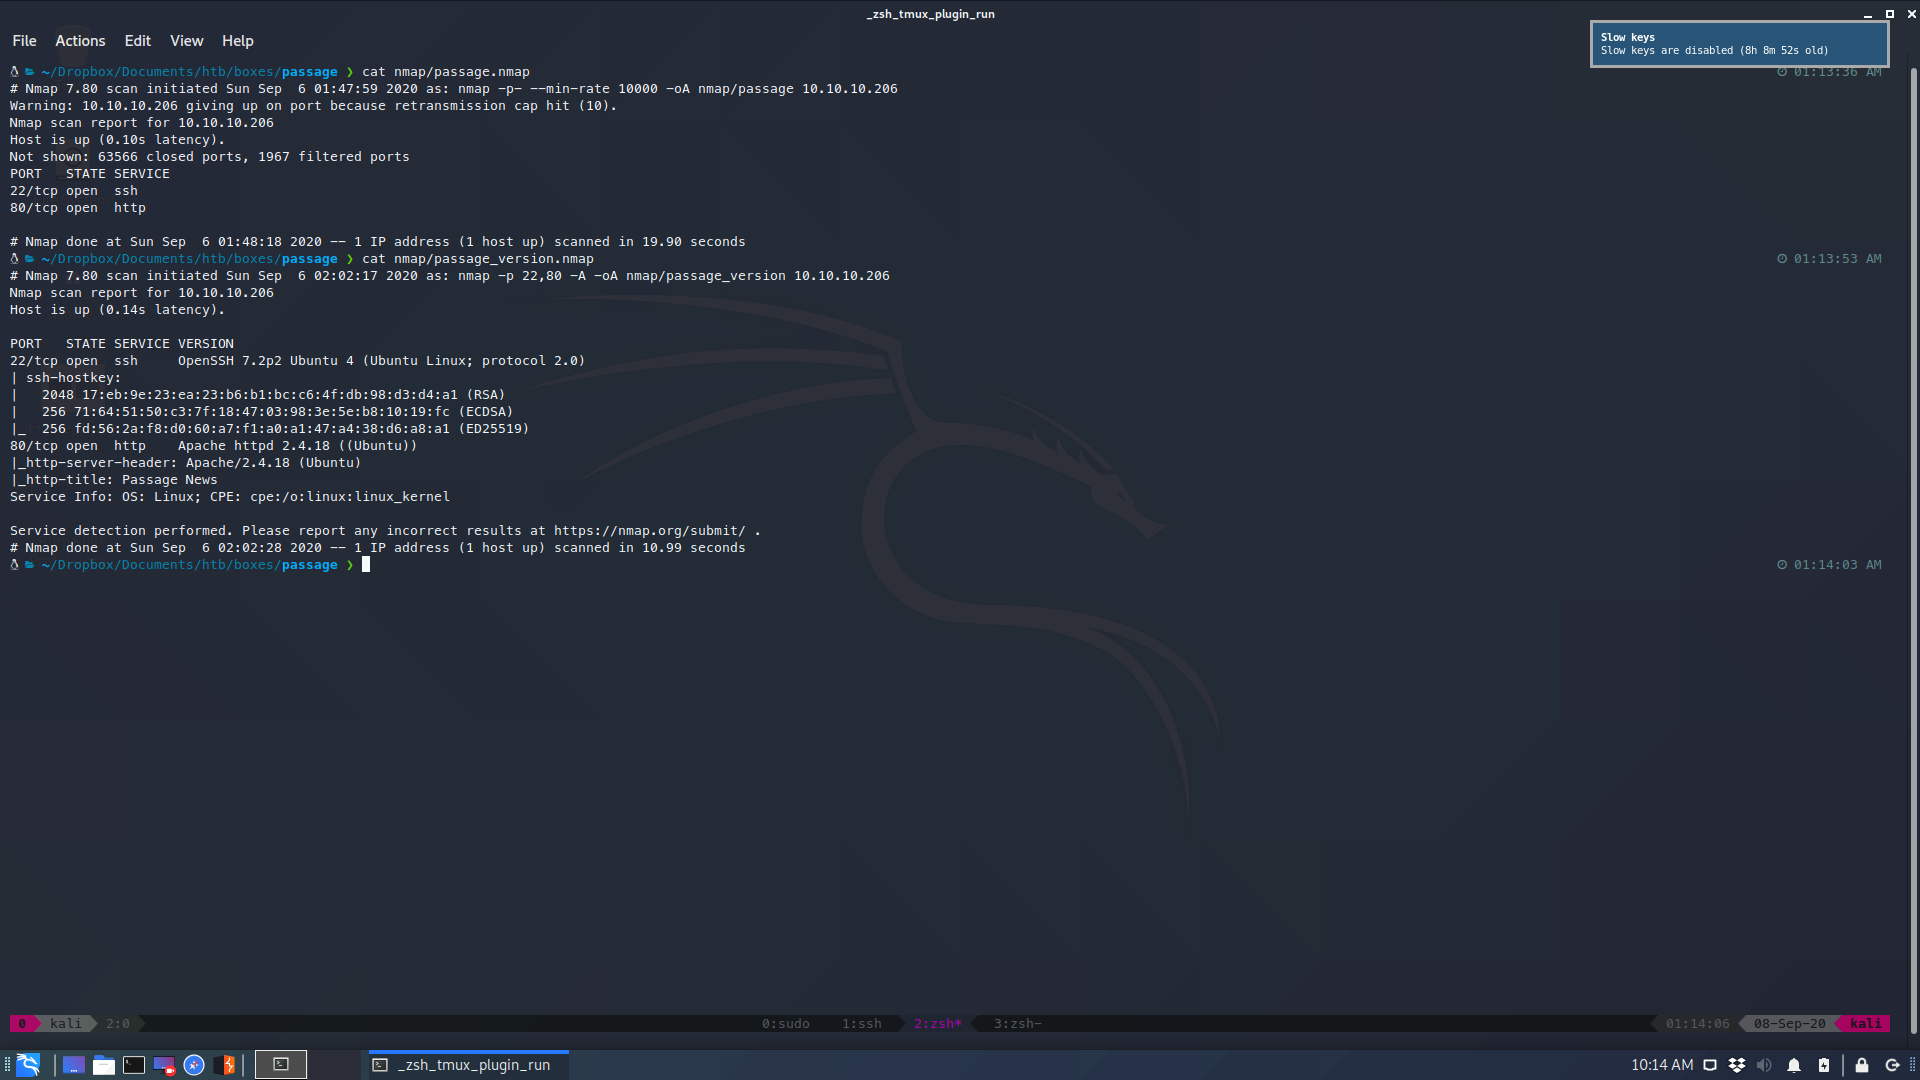 _zsh_tmux_plugin_run
File Actions Edit View Help
Slow keys
Slow keys are disabled (8h 8m 52s old)
~/Dropbox/Documents/htb/boxes/passage ❯ cat nmap/passage.nmap 01:13:36 AM
# Nmap 7.80 scan initiated Sun Sep  6 01:47:59 2020 as: nmap -p- --min-rate 10000 -oA nmap/passage 10.10.10.206
Warning: 10.10.10.206 giving up on port because retransmission cap hit (10).
Nmap scan report for 10.10.10.206
Host is up (0.10s latency).
Not shown: 63566 closed ports, 1967 filtered ports
PORT   STATE SERVICE
22/tcp open  ssh
80/tcp open  http
# Nmap done at Sun Sep  6 01:48:18 2020 -- 1 IP address (1 host up) scanned in 19.90 seconds
~/Dropbox/Documents/htb/boxes/passage ❯ cat nmap/passage_version.nmap 01:13:53 AM
# Nmap 7.80 scan initiated Sun Sep  6 02:02:17 2020 as: nmap -p 22,80 -A -oA nmap/passage_version 10.10.10.206
Nmap scan report for 10.10.10.206
Host is up (0.14s latency).
PORT   STATE SERVICE VERSION
22/tcp open  ssh     OpenSSH 7.2p2 Ubuntu 4 (Ubuntu Linux; protocol 2.0)
| ssh-hostkey:
|   2048 17:eb:9e:23:ea:23:b6:b1:bc:c6:4f:db:98:d3:d4:a1 (RSA)
|   256 71:64:51:50:c3:7f:18:47:03:98:3e:5e:b8:10:19:fc (ECDSA)
|_  256 fd:56:2a:f8:d0:60:a7:f1:a0:a1:47:a4:38:d6:a8:a1 (ED25519)
80/tcp open  http    Apache httpd 2.4.18 ((Ubuntu))
|_http-server-header: Apache/2.4.18 (Ubuntu)
|_http-title: Passage News
Service Info: OS: Linux; CPE: cpe:/o:linux:linux_kernel
Service detection performed. Please report any incorrect results at https://nmap.org/submit/ .
# Nmap done at Sun Sep  6 02:02:28 2020 -- 1 IP address (1 host up) scanned in 10.99 seconds
~/Dropbox/Documents/htb/boxes/passage ❯ 01:14:03 AM
0 kali 2:0 0:sudo 1:ssh 2:zsh* 3:zsh- 01:14:06 08-Sep-20 kali
_zsh_tmux_plugin_run 10:14 AM